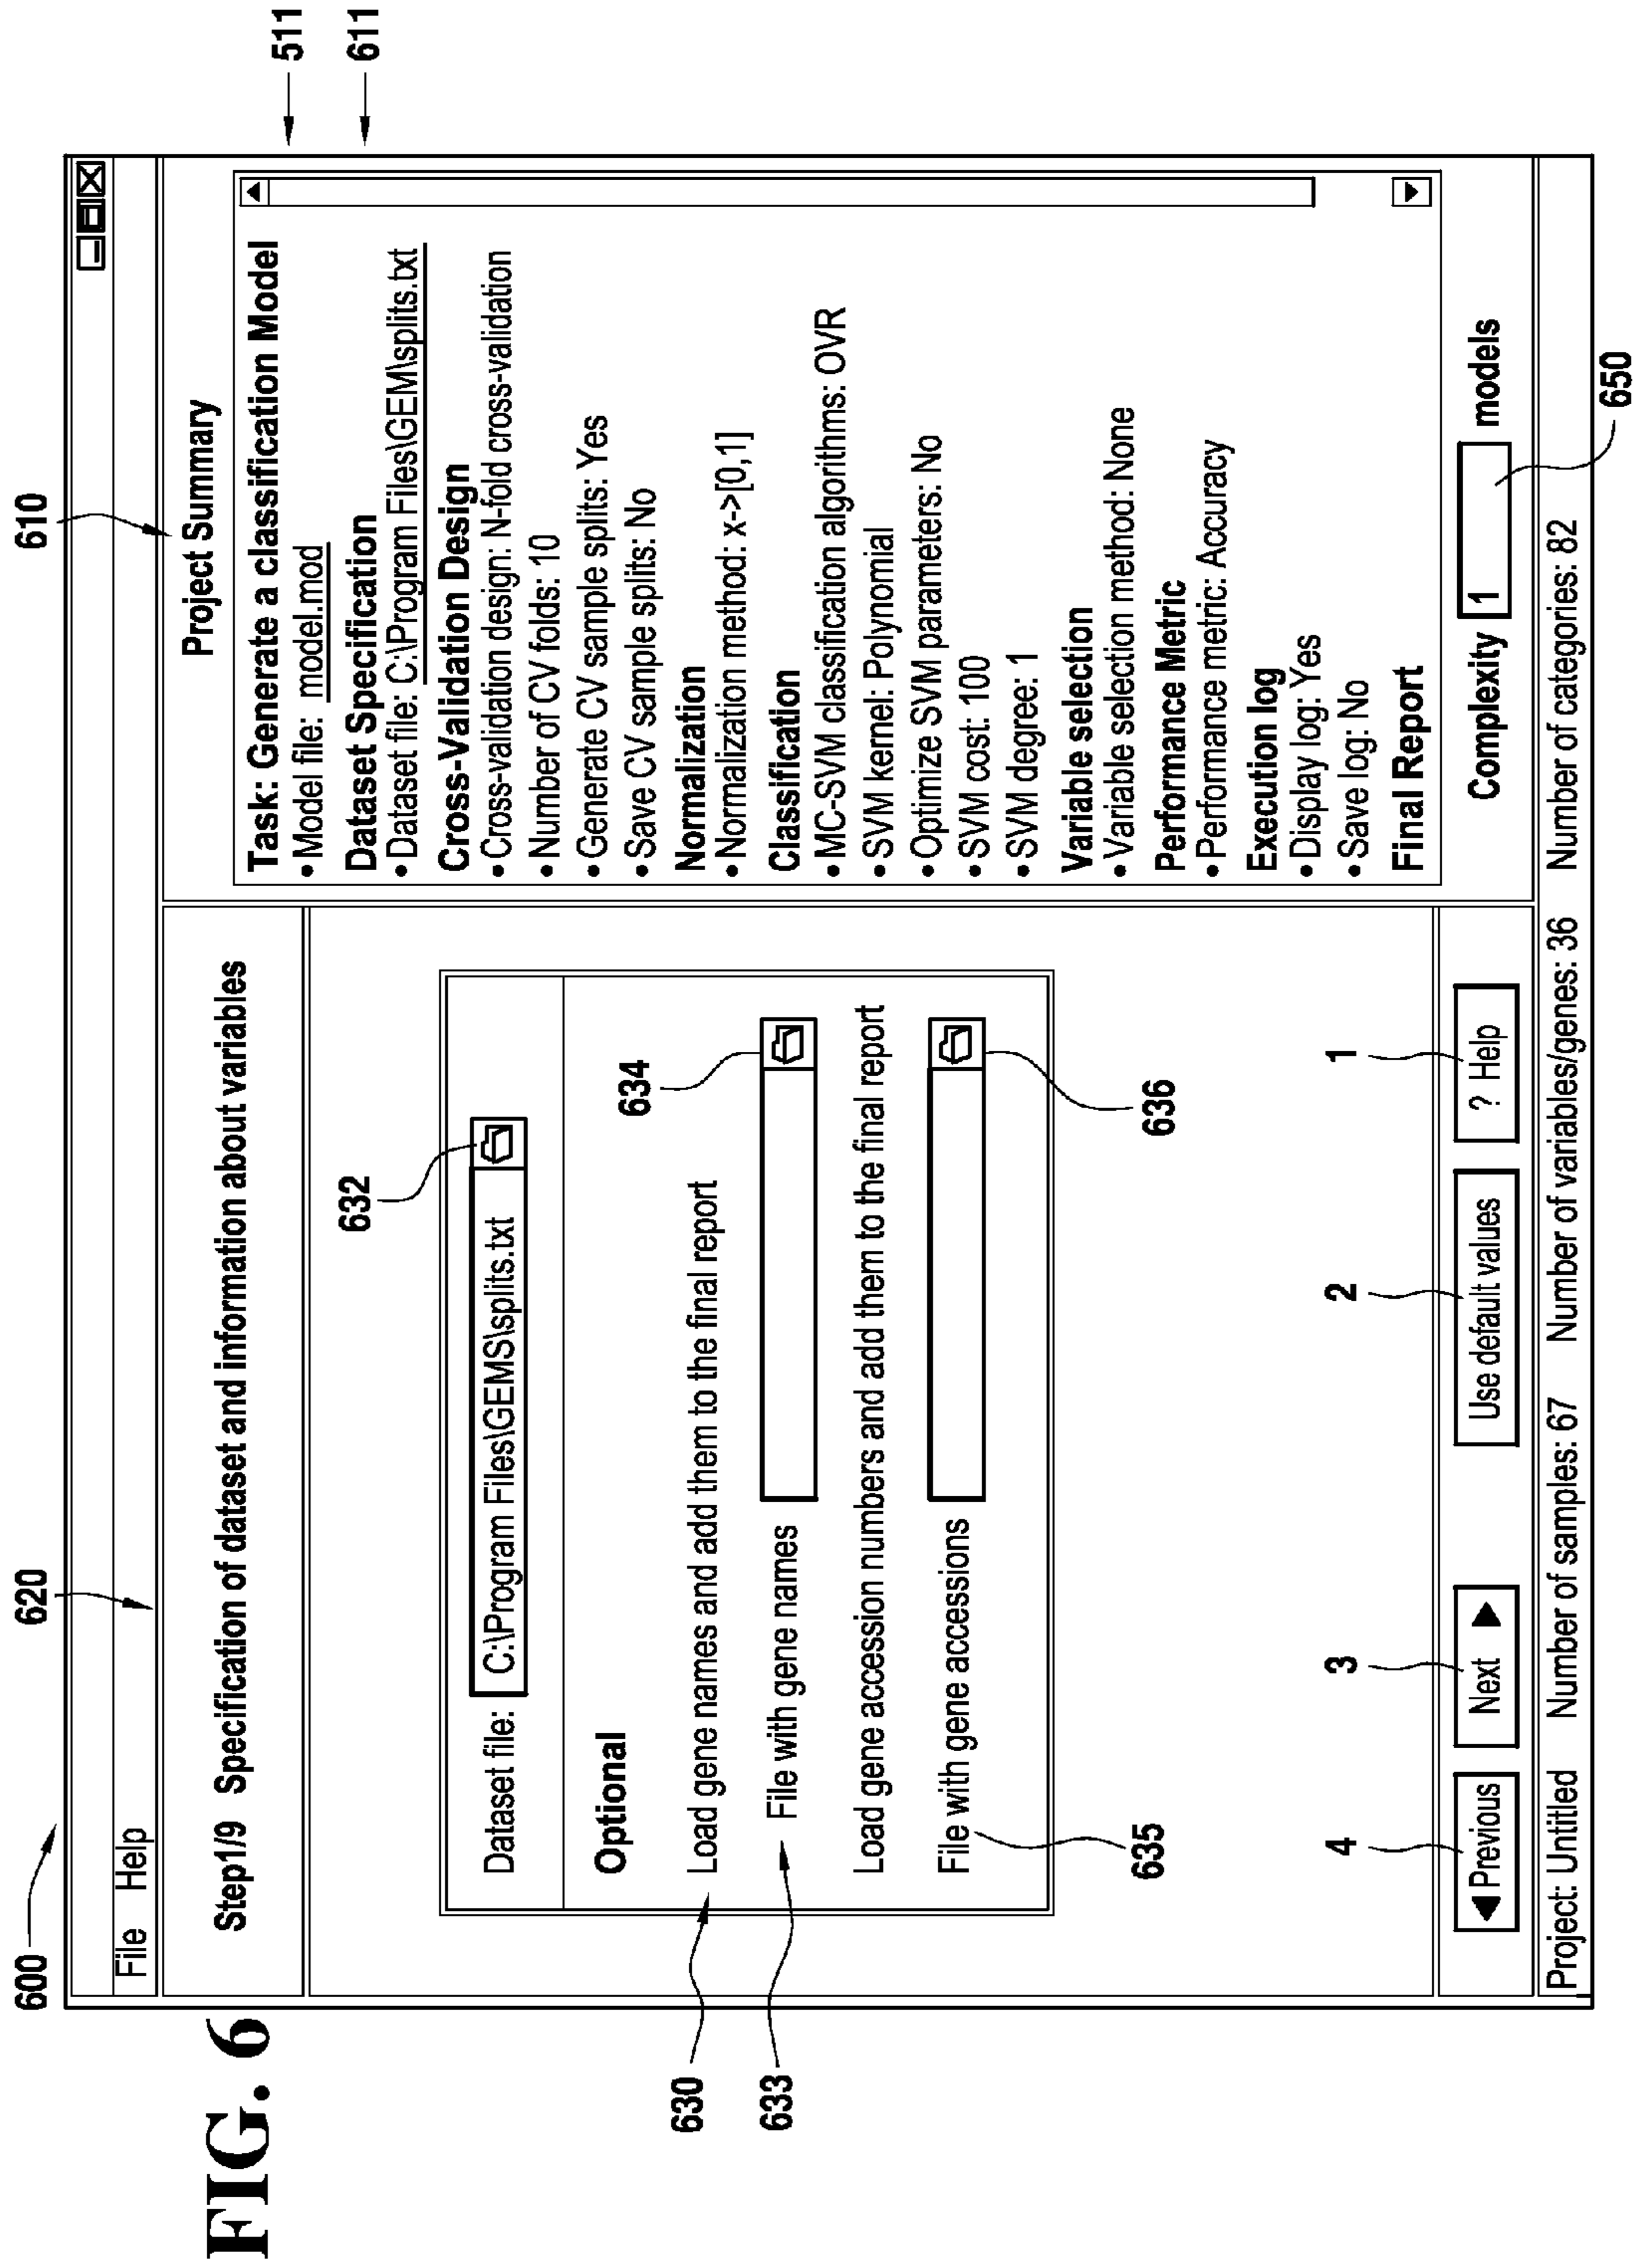 FIG. 6
600
620
610
511
611
File Help
Step1/9 Specification of dataset and information about variables
632
Dataset file: C:\Program Files\GEMS\splits.txt
Optional
630
Load gene names and add them to the final report
634
633
File with gene names
Load gene accession numbers and add them to the final report
File with gene accessions
635
636
4
3
2
1
Previous
Next
Use default values
? Help
Project Summary
Task: Generate a classification Model
• Model file: model.mod
Dataset Specification
• Dataset file: C:\Program Files\GEM\splits.txt
Cross-Validation Design
• Cross-validation design: N-fold cross-validation
• Number of CV folds: 10
• Generate CV sample splits: Yes
• Save CV sample splits: No
Normalization
• Normalization method: x->[0,1]
Classification
• MC-SVM classification algorithms: OVR
• SVM kernel: Polynomial
• Optimize SVM parameters: No
• SVM cost: 100
• SVM degree: 1
Variable selection
• Variable selection method: None
Performance Metric
• Performance metric: Accuracy
Execution log
• Display log: Yes
• Save log: No
Final Report
Complexity 1 models
650
Project: Untitled Number of samples: 67 Number of variables/genes: 36 Number of categories: 82